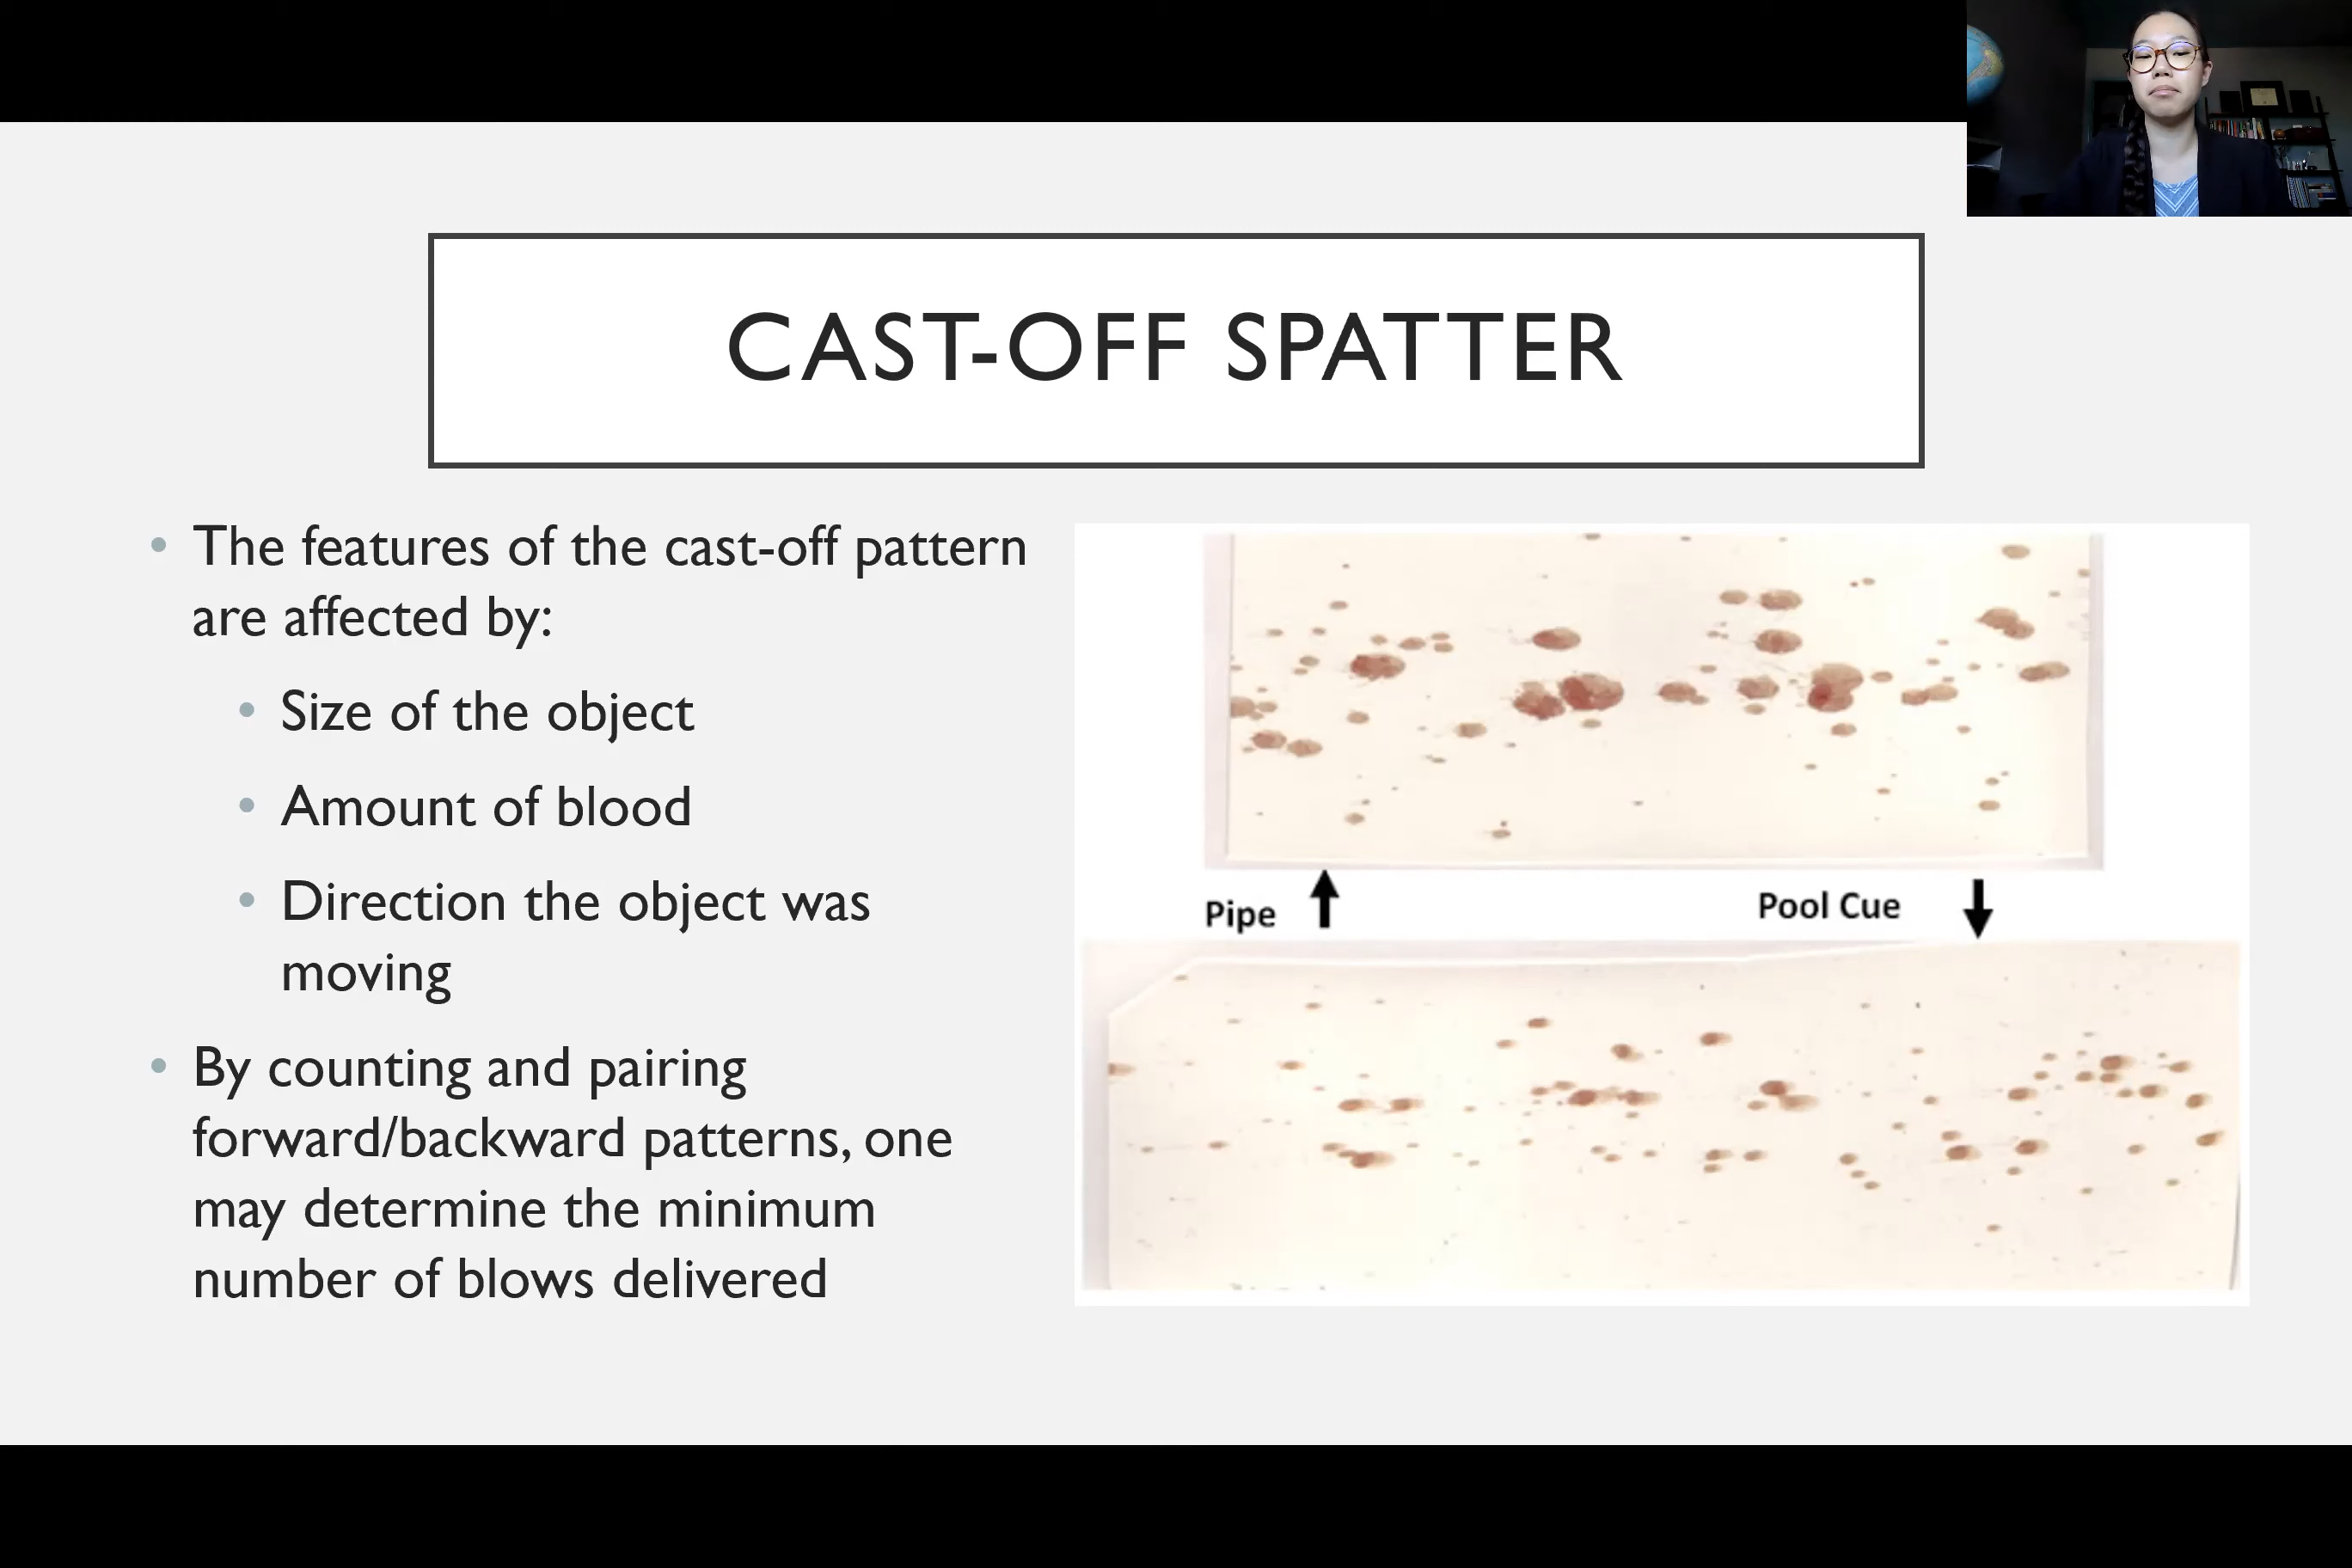 CAST-OFF SPATTER
• The features of the cast-off pattern
are affected by:
• Size of the object
• Amount of blood
• Direction the object was
moving
• By counting and pairing
forward/backward patterns, one
may determine the minimum
number of blows delivered
Pipe
Pool Cue